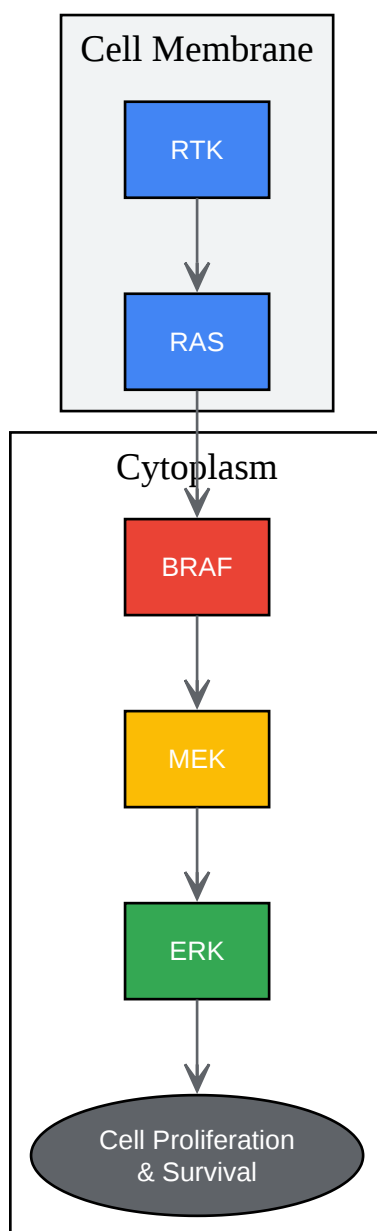 Cell Membrane
RTK
RAS
Cytoplasm
BRAF
MEK
ERK
Cell Proliferation
& Survival